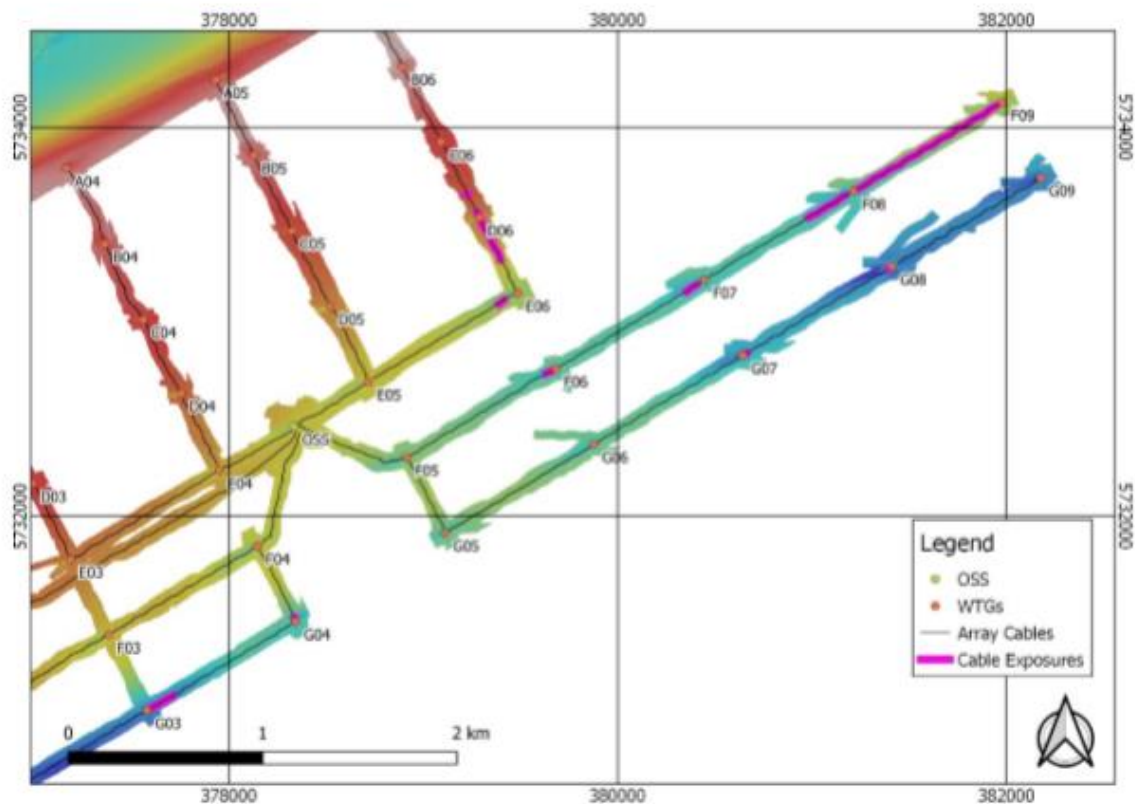 378000 380000 382000
B06
A05
F09
5734000 5734000
C06
B05
A04
G09
F08
D06
C05
B04
G08
F07
E06
D05
C04
G07
F06
D04
E05
OSS
G06
F05
E04
D03
5732000 5732000
G05
F04
E03
Legend
OSS
WTGs
Array Cables
Cable Exposures
G04
F03
G03
0 1 2 km
378000 380000 382000